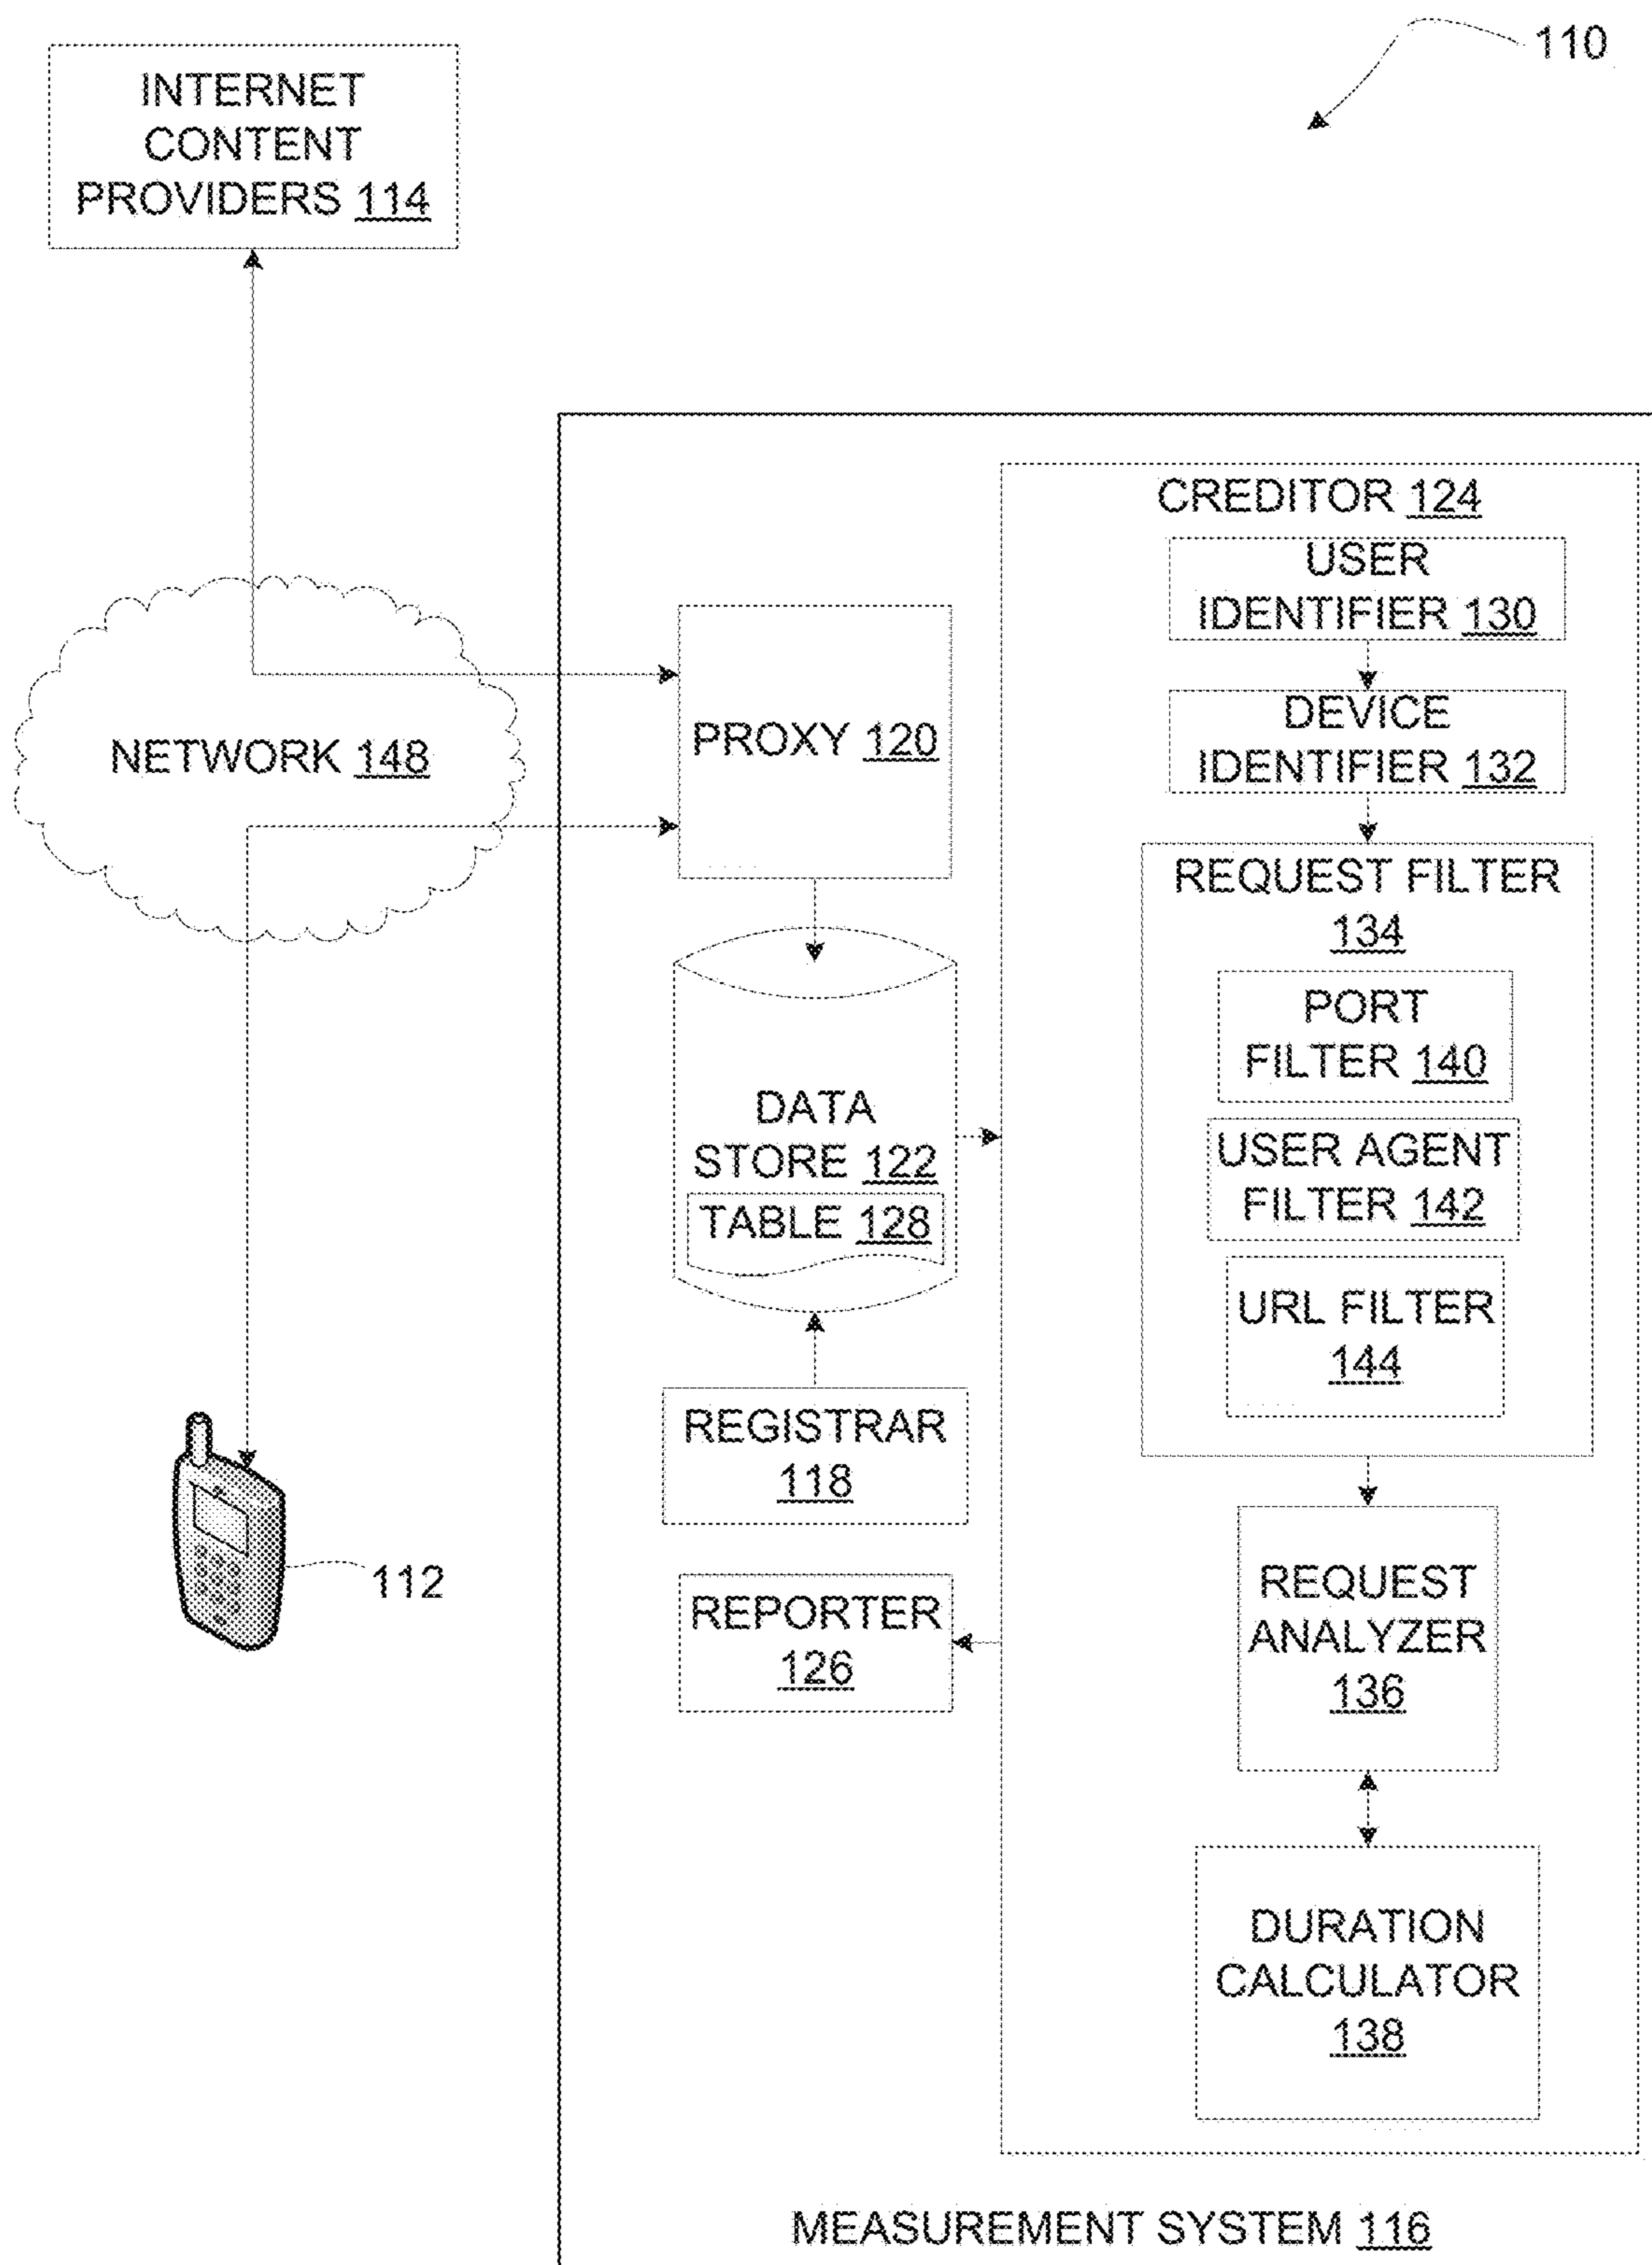 110
INTERNET
CONTENT
PROVIDERS 114
NETWORK 148
112
PROXY 120
DATA
STORE 122
TABLE 128
REGISTRAR
118
REPORTER
126
CREDITOR 124
USER
IDENTIFIER 130
DEVICE
IDENTIFIER 132
REQUEST FILTER
134
PORT
FILTER 140
USER AGENT
FILTER 142
URL FILTER
144
REQUEST
ANALYZER
136
DURATION
CALCULATOR
138
MEASUREMENT SYSTEM 116